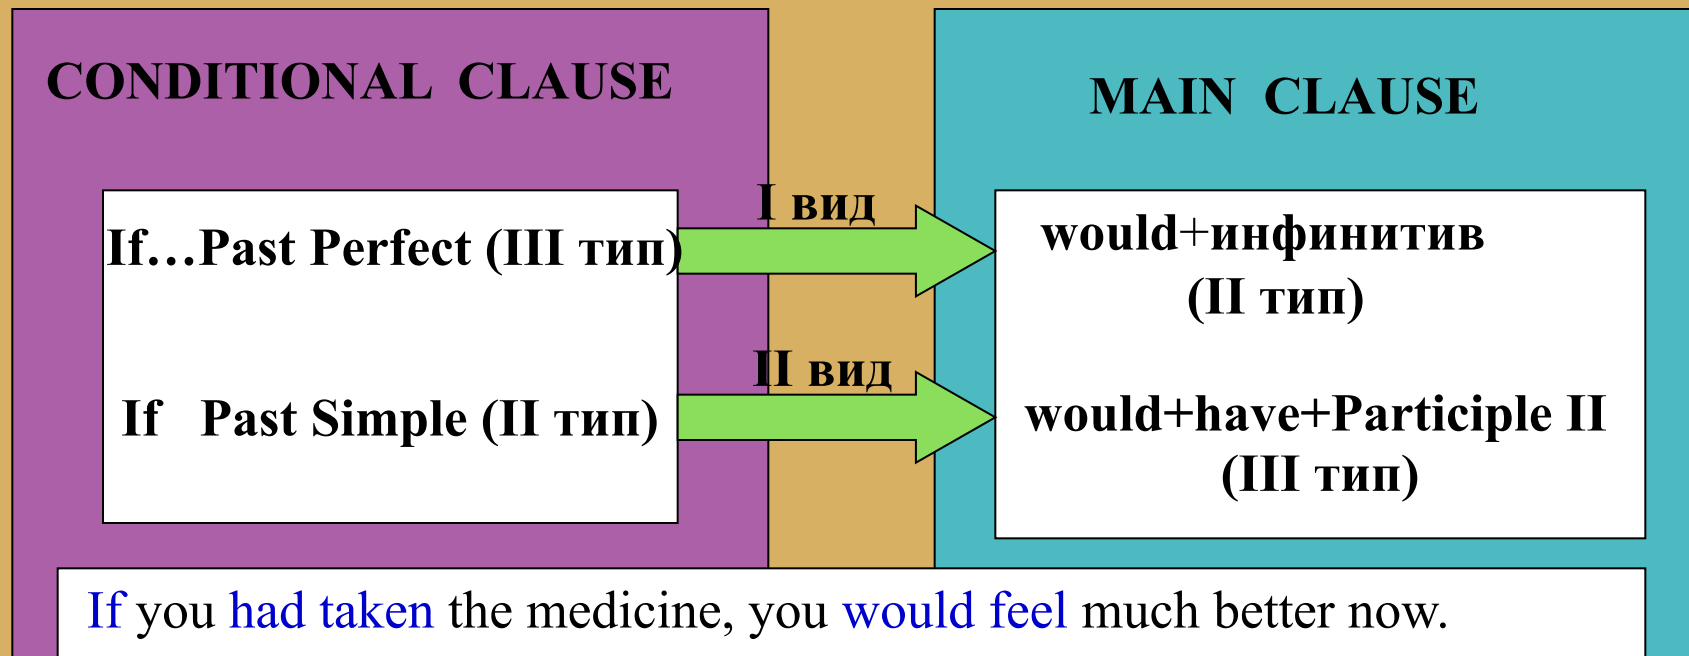 CONDITIONAL CLAUSE
MAIN CLAUSE
I вид
If...Past Perfect (III тип)
would+инфинитив
(II тип)
II вид
If Past Simple (II тип)
would+have+Participle II
(III тип)
If you had taken the medicine, you would feel much better now.